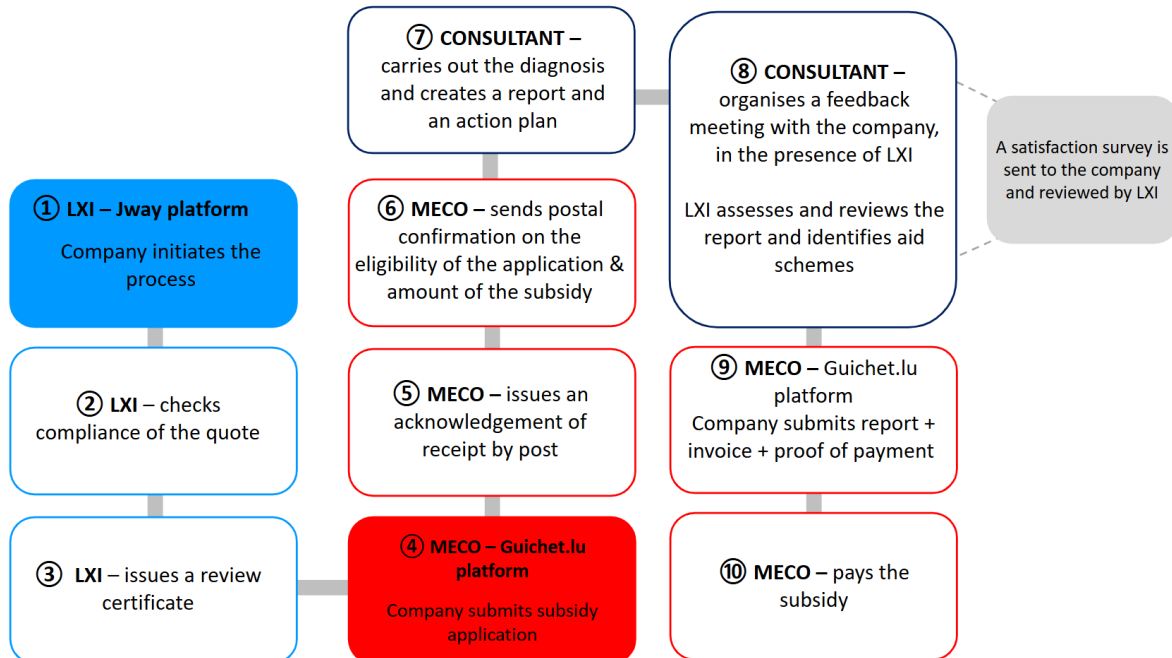 ① LXI – Jway platform
Company initiates the
process
② LXI – checks
compliance of the quote
③ LXI – issues a review
certificate
④ MECO – Guichet.lu
platform
Company submits subsidy
application
⑤ MECO – issues an
acknowledgement of
receipt by post
⑥ MECO – sends postal
confirmation on the
eligibility of the application &
amount of the subsidy
⑦ CONSULTANT –
carries out the diagnosis
and creates a report and
an action plan
⑧ CONSULTANT –
organises a feedback
meeting with the company,
in the presence of LXI
LXI assesses and reviews the
report and identifies aid
schemes
A satisfaction survey is
sent to the company
and reviewed by LXI
⑨ MECO – Guichet.lu
platform
Company submits report +
invoice + proof of payment
⑩ MECO – pays the
subsidy